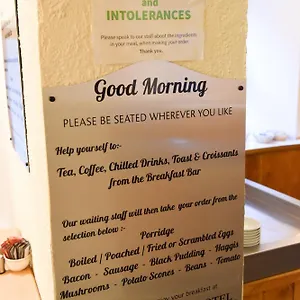 and
INTOLERANCES
Please speak to our staff about the ingredients
in your meal, when making your order.
Thank you.
Good Morning
PLEASE BE SEATED WHEREVER YOU LIKE
Help yourself to:-
Tea, Coffee, Chilled Drinks, Toast & Croissants
from the Breakfast Bar
Our waiting staff will then take your order from the
selection below :-
Porridge
Boiled / Poached / Fried or Scrambled Eggs
Bacon - Sausage - Black Pudding - Haggis
Mushrooms - Potato Scones - Beans - Tomato
your breakfast at